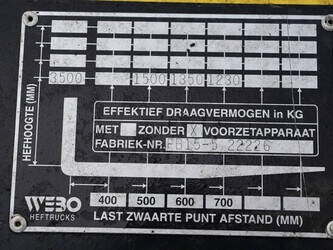 3500 1500 1350 1230
HEFHOOGTE (MM)
EFFEKTIEF DRAAGVERMOGEN in KG
MET ZONDER X VOORZETAPPARAAT
FABRIEK-NR. FB15-5 22226
WEBO
HEFTRUCKS
400 500 600 700
LAST ZWAARTE PUNT AFSTAND (MM)